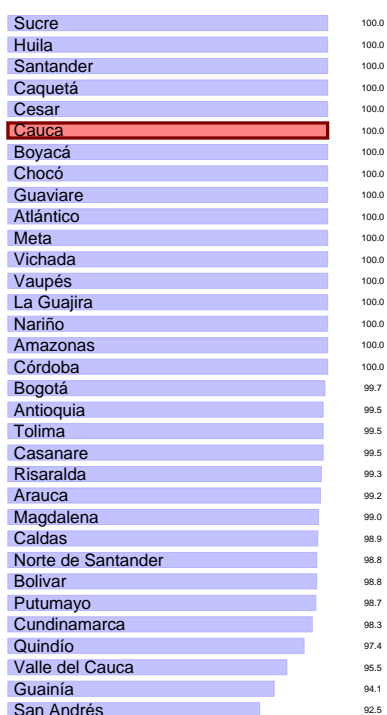 Sucre 100.0
Huila 100.0
Santander 100.0
Caquetá 100.0
Cesar 100.0
Cauca 100.0
Boyacá 100.0
Chocó 100.0
Guaviare 100.0
Atlántico 100.0
Meta 100.0
Vichada 100.0
Vaupés 100.0
La Guajira 100.0
Nariño 100.0
Amazonas 100.0
Córdoba 100.0
Bogotá 99.7
Antioquia 99.5
Tolima 99.5
Casanare 99.5
Risaralda 99.3
Arauca 99.2
Magdalena 99.0
Caldas 98.9
Norte de Santander 98.8
Bolivar 98.8
Putumayo 98.7
Cundinamarca 98.3
Quindío 97.4
Valle del Cauca 95.5
Guainía 94.1
San Andrés 92.5